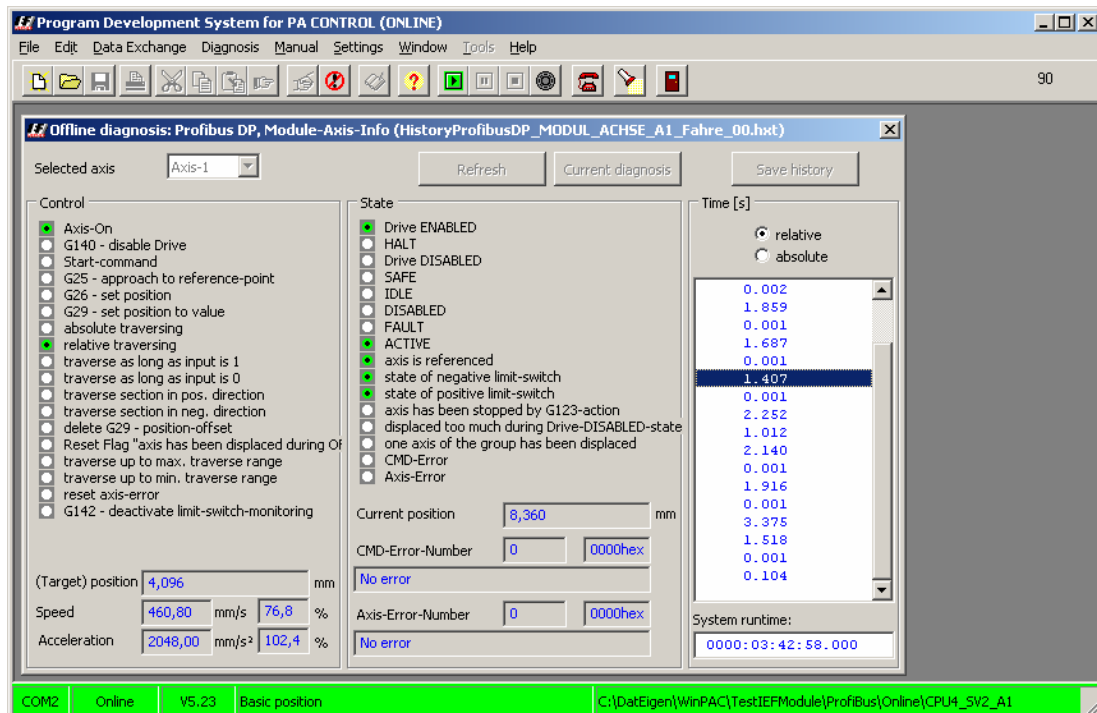 Program Development System for PA CONTROL (ONLINE)
File Edit Data Exchange Diagnosis Manual Settings Window Tools Help
90
Offline diagnosis: Profibus DP, Module-Axis-Info (HistoryProfibusDP_MODUL_ACHSE_A1_Fahre_00.hxt)
Selected axis Axis-1 Refresh Current diagnosis Save history
Control
Axis-On
G140 - disable Drive
Start-command
G25 - approach to reference-point
G26 - set position
G29 - set position to value
absolute traversing
relative traversing
traverse as long as input is 1
traverse as long as input is 0
traverse section in pos. direction
traverse section in neg. direction
delete G29 - position-offset
Reset Flag "axis has been displaced during Of
traverse up to max. traverse range
traverse up to min. traverse range
reset axis-error
G142 - deactivate limit-switch-monitoring
(Target) position 4,096 mm
Speed 460,80 mm/s 76,8 %
Acceleration 2048,00 mm/s² 102,4 %
State
Drive ENABLED
HALT
Drive DISABLED
SAFE
IDLE
DISABLED
FAULT
ACTIVE
axis is referenced
state of negative limit-switch
state of positive limit-switch
axis has been stopped by G123-action
displaced too much during Drive-DISABLED-state
one axis of the group has been displaced
CMD-Error
Axis-Error
Current position 8,360 mm
CMD-Error-Number 0 0000hex
No error
Axis-Error-Number 0 0000hex
No error
Time [s]
relative
absolute
0.002
1.859
0.001
1.687
0.001
1.407
0.001
2.252
1.012
2.140
0.001
1.916
0.001
3.375
1.518
0.001
0.104
System runtime:
0000:03:42:58.000
COM2 Online V5.23 Basic position C:\DatEigen\WinPAC\TestIEFModule\ProfiBus\Online\CPU4_SV2_A1